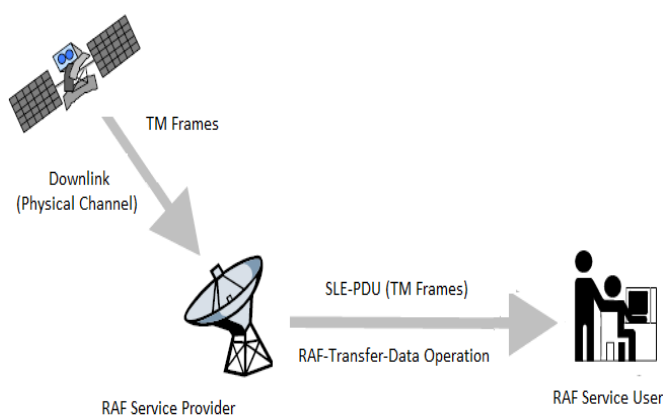 TM Frames
Downlink
(Physical Channel)
SLE-PDU (TM Frames)
RAF-Transfer-Data Operation
RAF Service Provider
RAF Service User